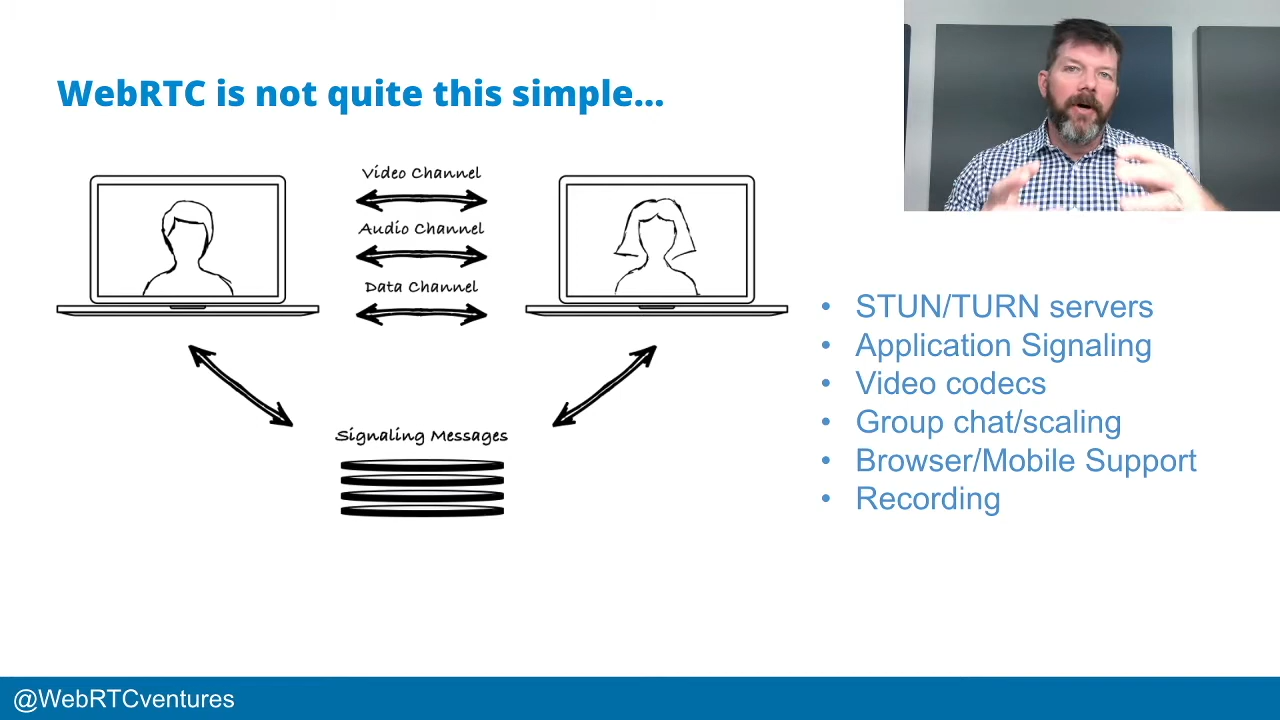 WebRTC is not quite this simple...
Video Channel
Audio Channel
Data Channel
Signaling Messages
• STUN/TURN servers
• Application Signaling
• Video codecs
• Group chat/scaling
• Browser/Mobile Support
• Recording
@WebRTCventures